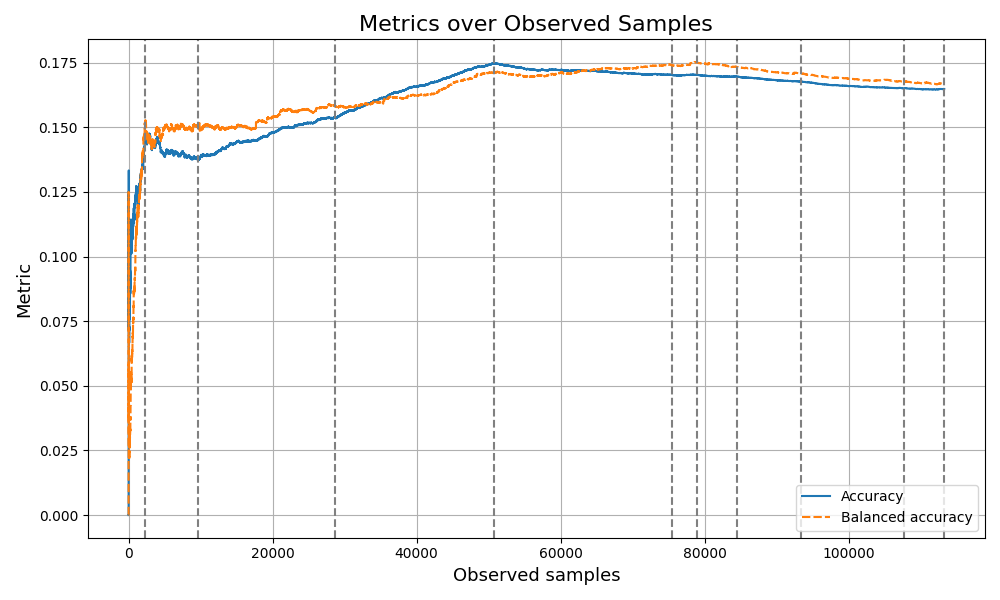 Metrics over Observed Samples
Metric
0.175
0.150
0.125
0.100
0.075
0.050
0.025
0.000
0
20000
40000
60000
80000
100000
Observed samples
Accuracy
Balanced accuracy